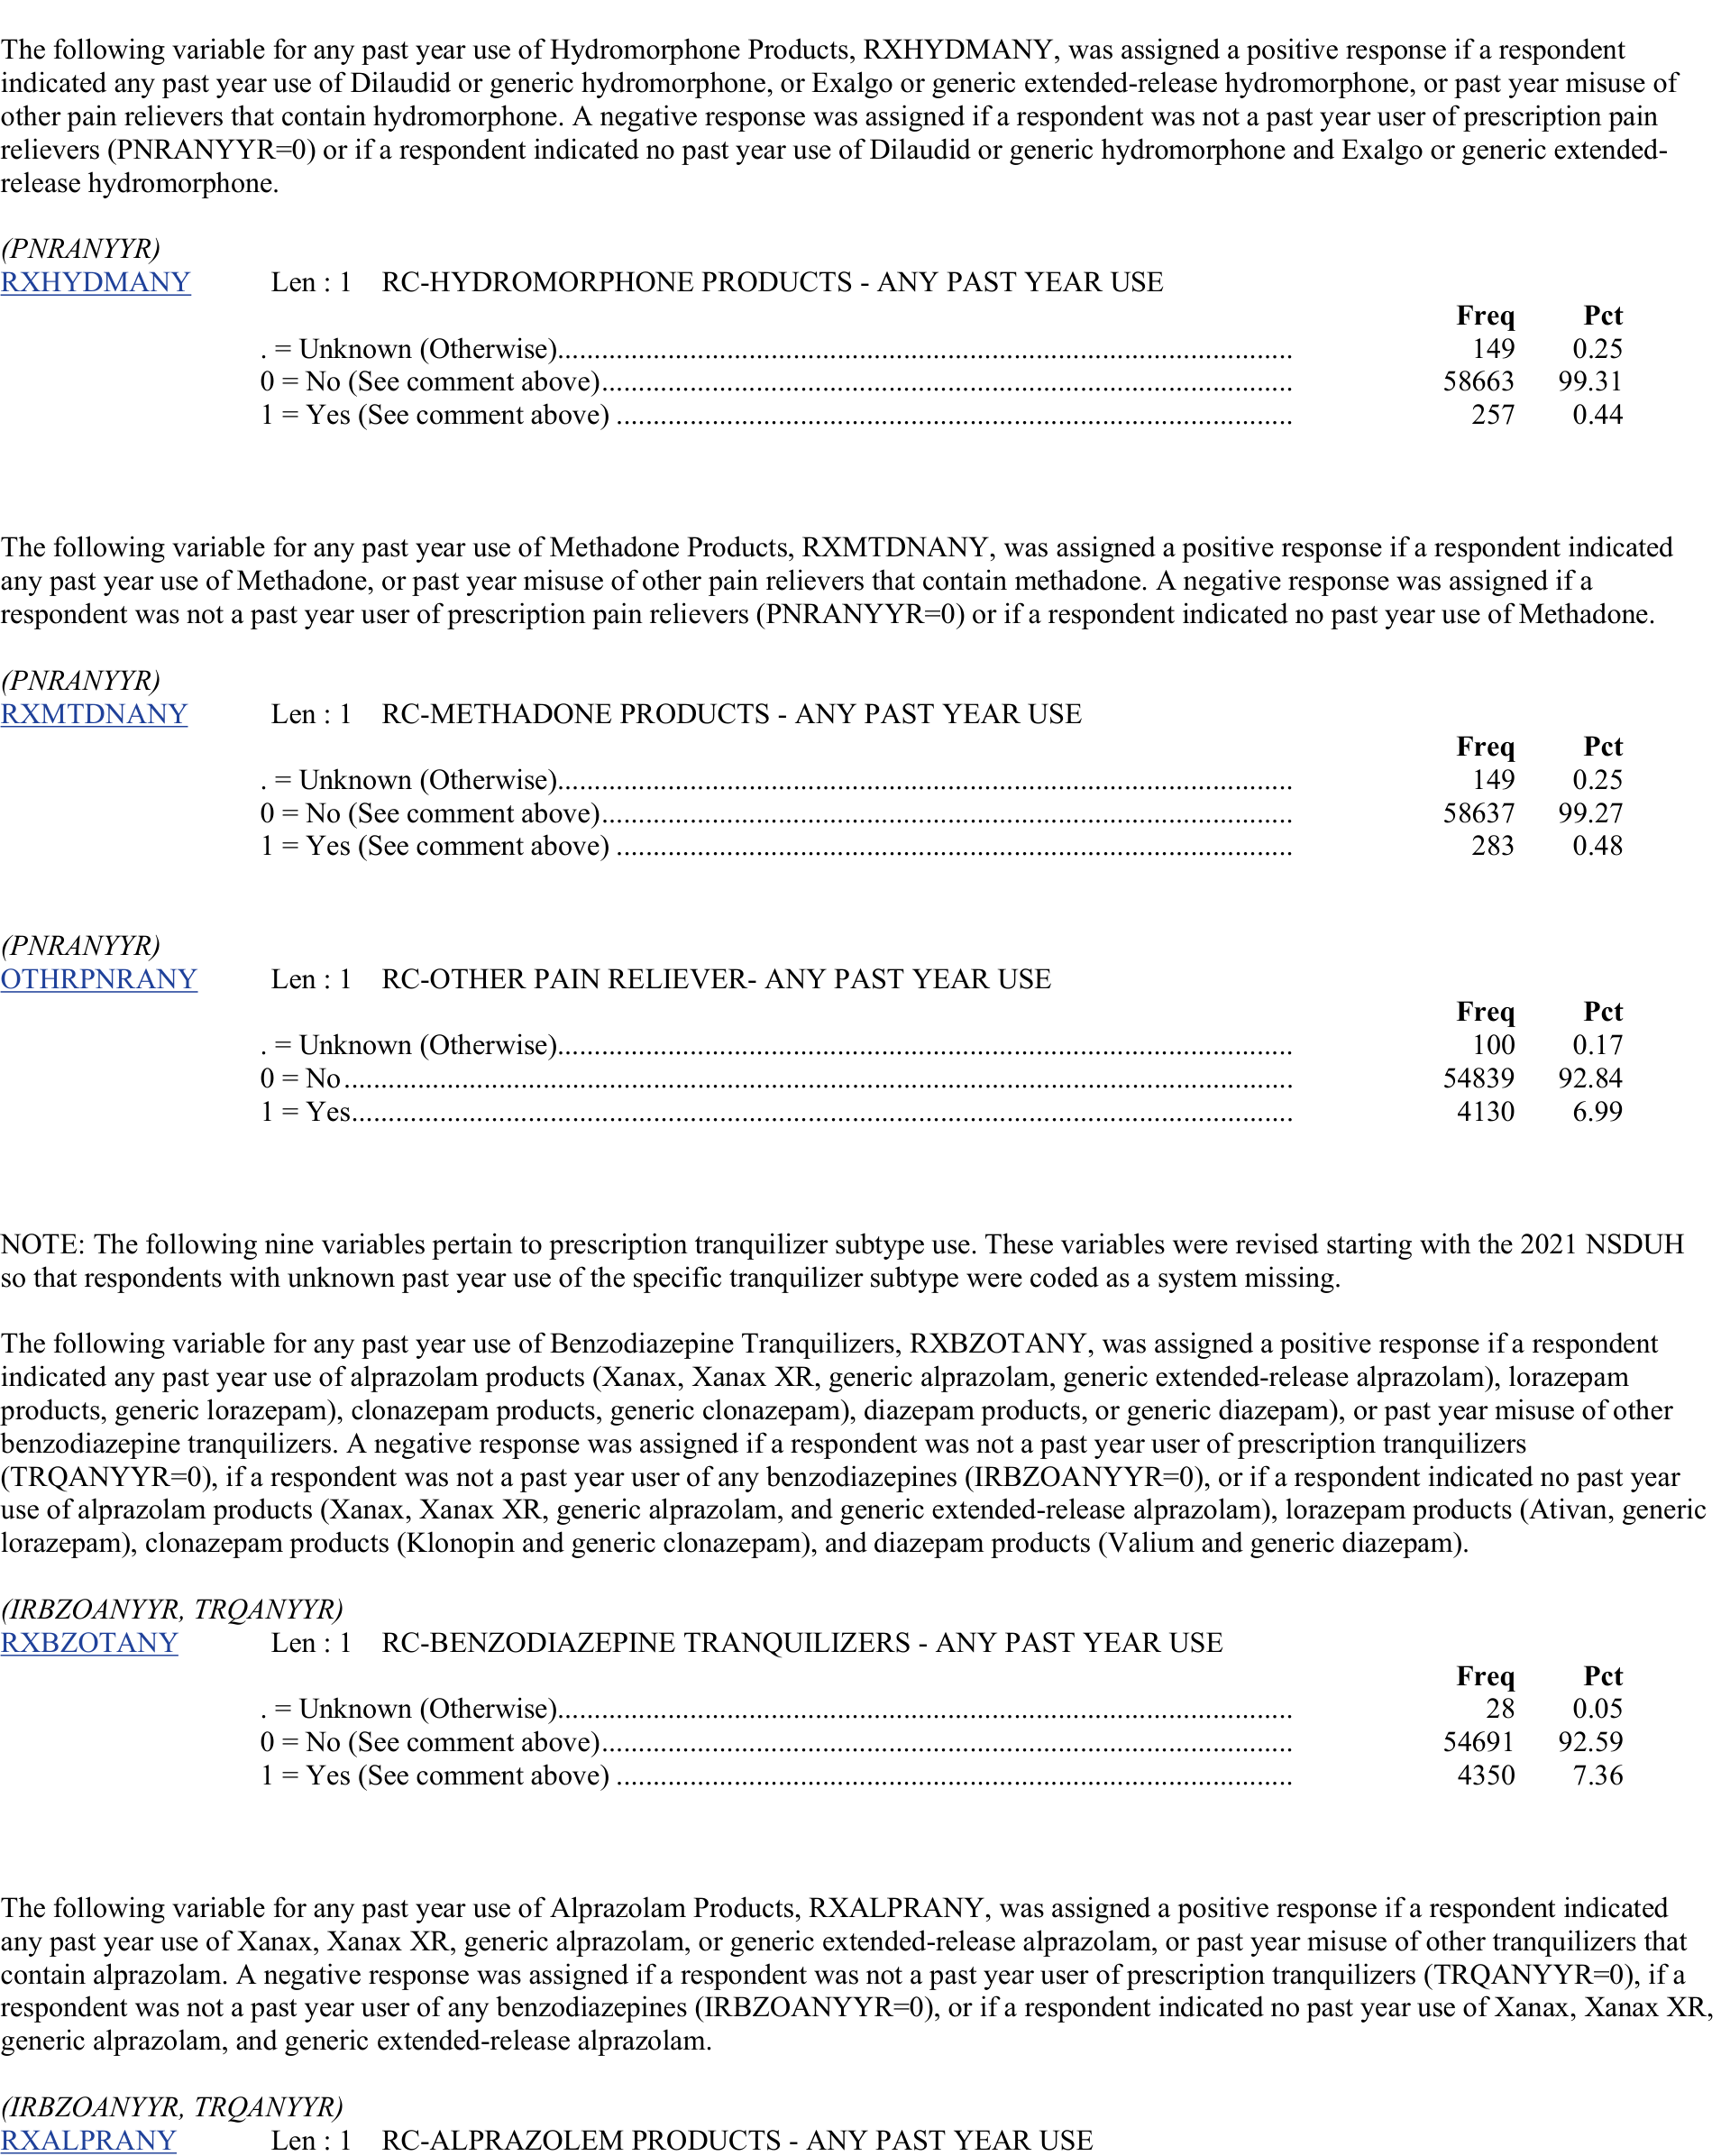 The following variable for any past year use of Hydromorphone Products, RXHYDMANY, was assigned a positive response if a respondent
indicated any past year use of Dilaudid or generic hydromorphone, or Exalgo or generic extended-release hydromorphone, or past year misuse of
other pain relievers that contain hydromorphone. A negative response was assigned if a respondent was not a past year user of prescription pain
relievers (PNRANYYR=0) or if a respondent indicated no past year use of Dilaudid or generic hydromorphone and Exalgo or generic extended-
release hydromorphone.
(PNRANYYR)
RXHYDMANY Len : 1 RC-HYDROMORPHONE PRODUCTS - ANY PAST YEAR USE
Freq Pct
. = Unknown (Otherwise)..................................................................................................... 149 0.25
0 = No (See comment above)............................................................................................... 58663 99.31
1 = Yes (See comment above) ............................................................................................. 257 0.44
The following variable for any past year use of Methadone Products, RXMTDNANY, was assigned a positive response if a respondent indicated
any past year use of Methadone, or past year misuse of other pain relievers that contain methadone. A negative response was assigned if a
respondent was not a past year user of prescription pain relievers (PNRANYYR=0) or if a respondent indicated no past year use of Methadone.
(PNRANYYR)
RXMTDNANY Len : 1 RC-METHADONE PRODUCTS - ANY PAST YEAR USE
Freq Pct
. = Unknown (Otherwise)..................................................................................................... 149 0.25
0 = No (See comment above)............................................................................................... 58637 99.27
1 = Yes (See comment above) ............................................................................................. 283 0.48
(PNRANYYR)
OTHRPNRANY Len : 1 RC-OTHER PAIN RELIEVER- ANY PAST YEAR USE
Freq Pct
. = Unknown (Otherwise)..................................................................................................... 100 0.17
0 = No................................................................................................................................... 54839 92.84
1 = Yes.................................................................................................................................. 4130 6.99
NOTE: The following nine variables pertain to prescription tranquilizer subtype use. These variables were revised starting with the 2021 NSDUH
so that respondents with unknown past year use of the specific tranquilizer subtype were coded as a system missing.
The following variable for any past year use of Benzodiazepine Tranquilizers, RXBZOTANY, was assigned a positive response if a respondent
indicated any past year use of alprazolam products (Xanax, Xanax XR, generic alprazolam, generic extended-release alprazolam), lorazepam
products, generic lorazepam), clonazepam products, generic clonazepam), diazepam products, or generic diazepam), or past year misuse of other
benzodiazepine tranquilizers. A negative response was assigned if a respondent was not a past year user of prescription tranquilizers
(TRQANYYR=0), if a respondent was not a past year user of any benzodiazepines (IRBZOANYYR=0), or if a respondent indicated no past year
use of alprazolam products (Xanax, Xanax XR, generic alprazolam, and generic extended-release alprazolam), lorazepam products (Ativan, generic
lorazepam), clonazepam products (Klonopin and generic clonazepam), and diazepam products (Valium and generic diazepam).
(IRBZOANYYR, TRQANYYR)
RXBZOTANY Len : 1 RC-BENZODIAZEPINE TRANQUILIZERS - ANY PAST YEAR USE
Freq Pct
. = Unknown (Otherwise)..................................................................................................... 28 0.05
0 = No (See comment above)............................................................................................... 54691 92.59
1 = Yes (See comment above) ............................................................................................. 4350 7.36
The following variable for any past year use of Alprazolam Products, RXALPRANY, was assigned a positive response if a respondent indicated
any past year use of Xanax, Xanax XR, generic alprazolam, or generic extended-release alprazolam, or past year misuse of other tranquilizers that
contain alprazolam. A negative response was assigned if a respondent was not a past year user of prescription tranquilizers (TRQANYYR=0), if a
respondent was not a past year user of any benzodiazepines (IRBZOANYYR=0), or if a respondent indicated no past year use of Xanax, Xanax XR,
generic alprazolam, and generic extended-release alprazolam.
(IRBZOANYYR, TRQANYYR)
RXALPRANY Len : 1 RC-ALPRAZOLEM PRODUCTS - ANY PAST YEAR USE